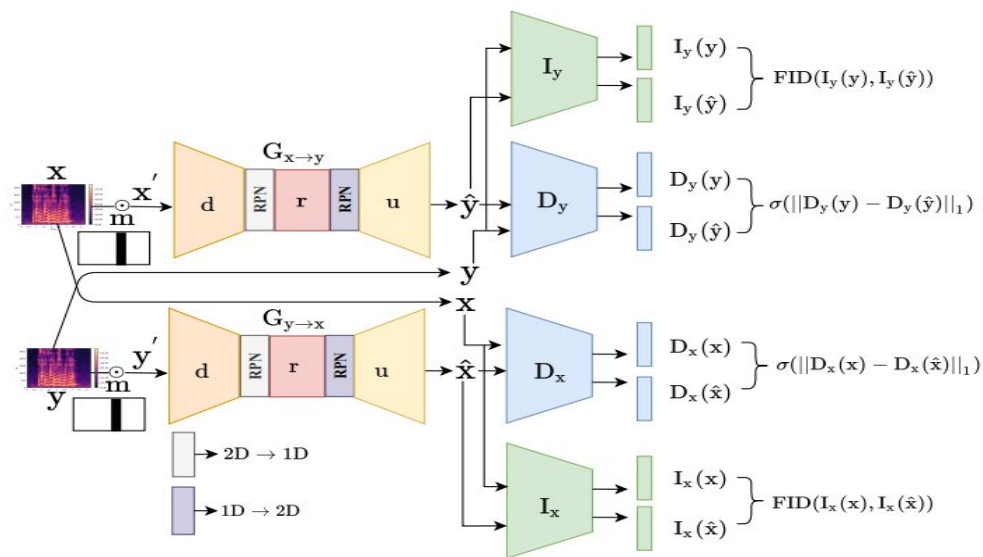 I_y
I_y(y)
I_y(ŷ)
FID(I_y(y), I_y(ŷ))
x
m
x′
G_{x→y}
d
RPN
r
RPN
u
ŷ
D_y
D_y(y)
D_y(ŷ)
σ(||D_y(y) − D_y(ŷ)||_1)
y
x
y
m
y′
G_{y→x}
d
RPN
r
RPN
u
x̂
D_x
D_x(x)
D_x(x̂)
σ(||D_x(x) − D_x(x̂)||_1)
2D → 1D
1D → 2D
I_x
I_x(x)
I_x(x̂)
FID(I_x(x), I_x(x̂))